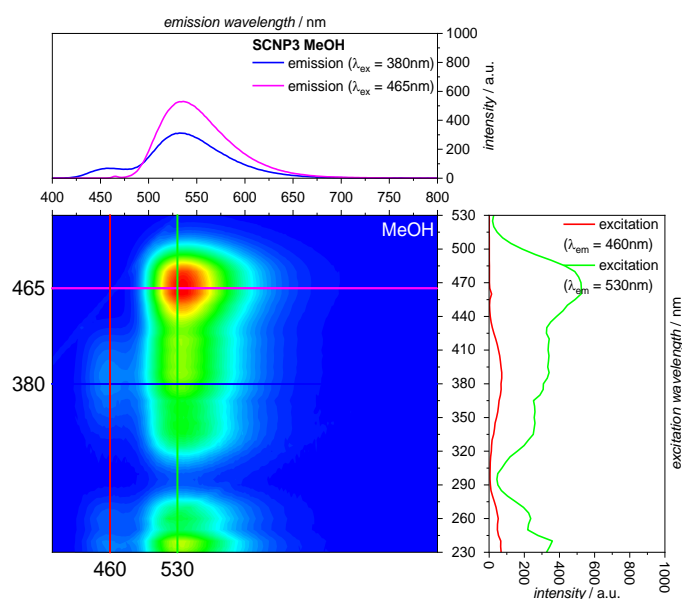 emission wavelength / nm
SCNP3 MeOH
emission (λex = 380nm)
emission (λex = 465nm)
1000
800
600
400
200
0
intensity / a.u.
400 450 500 550 600 650 700 750 800
MeOH
465
380
460 530
530
500
470
440
410
380
350
320
290
260
230
excitation
(λem = 460nm)
excitation
(λem = 530nm)
excitation wavelength / nm
0 200 400 600 800 1000
intensity / a.u.